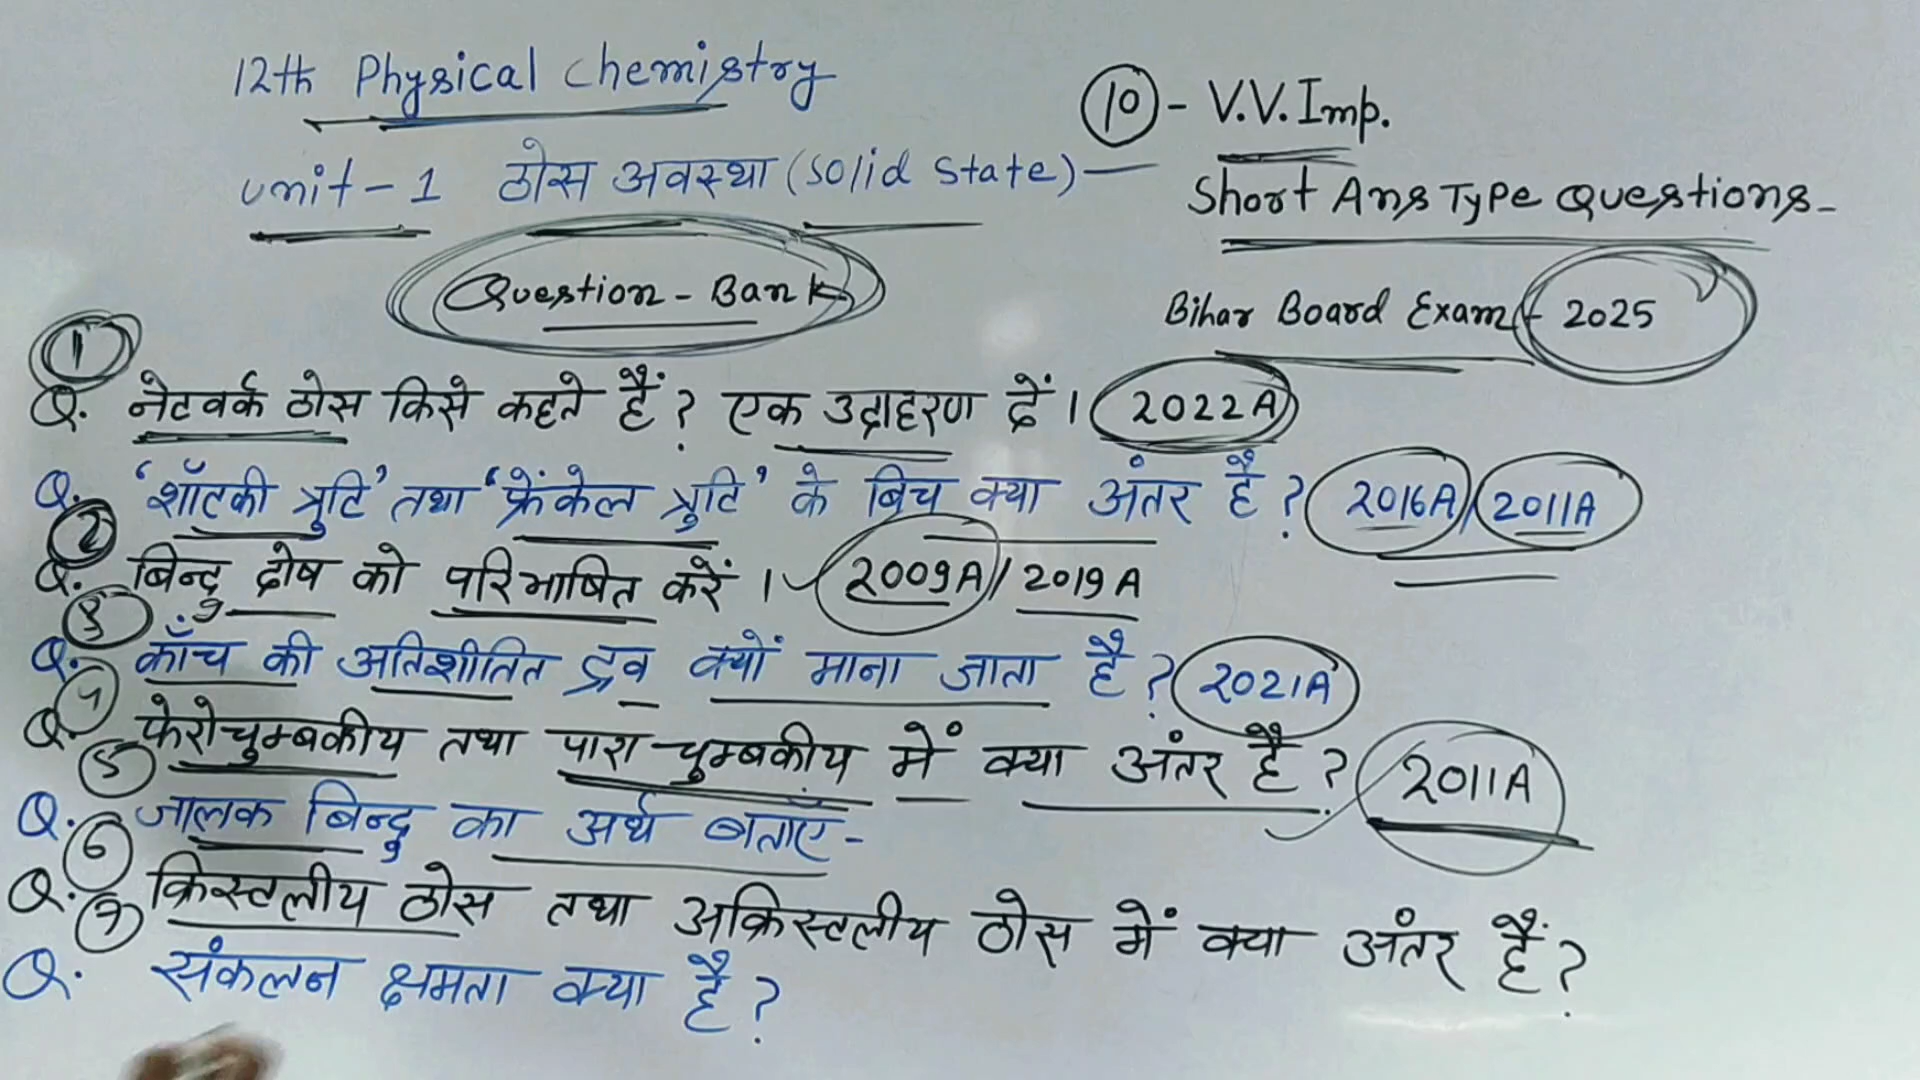 12th Physical Chemistry
10 - V.V.Imp.
Unit-1 ठोस अवस्था (Solid State) —
Short Ans Type Questions-
Question-Bank
Bihar Board Exam - 2025
1
Q. नेटवर्क ठोस किसे कहते हैं? एक उदाहरण दें। (2022A)
Q. 'शॉटकी त्रुटि' तथा 'फ्रेंकेल त्रुटि' के बिच क्या अंतर है? (2016A)/(2011A)
2
Q. बिन्दु दोष को परिभाषित करें। (2009A)/2019A
3
Q. काँच को अतिशीतित द्रव क्यों माना जाता है? (2021A)
4
Q. फेरोचुम्बकीय तथा पारा-चुम्बकीय में क्या अंतर है? (2011A)
5
Q. जालक बिन्दु का अर्थ बताएँ-
6
Q. क्रिस्टलीय ठोस तथा अक्रिस्टलीय ठोस में क्या अंतर हैं?
7
Q. संकलन क्षमता क्या है?